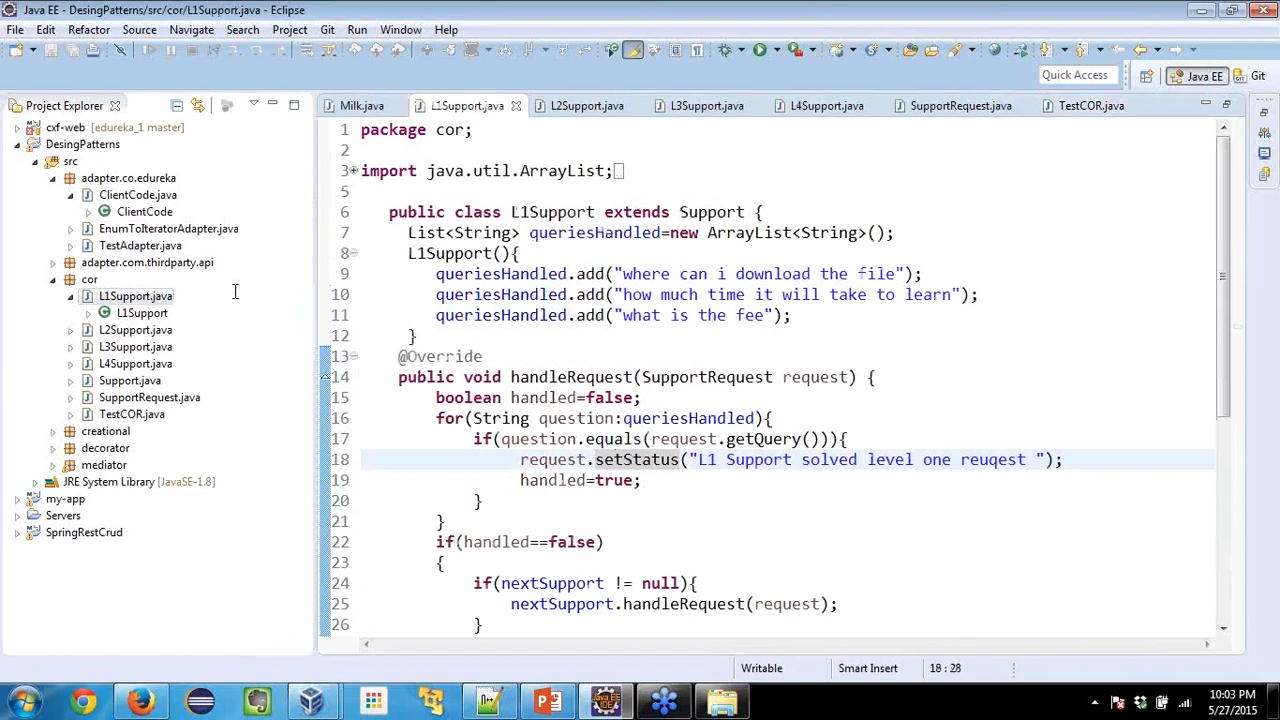 Java EE - DesingPatterns/src/cor/L1Support.java - Eclipse
File Edit Refactor Source Navigate Search Project Git Run Window Help
Quick Access
Java EE
Git
Project Explorer
Milk.java
L1Support.java
L2Support.java
L3Support.java
L4Support.java
SupportRequest.java
TestCOR.java
cxf-web [edureka_1 master]
DesingPatterns
src
adapter.co.edureka
ClientCode.java
ClientCode
EnumToIteratorAdapter.java
TestAdapter.java
adapter.com.thirdparty.api
cor
L1Support.java
L1Support
L2Support.java
L3Support.java
L4Support.java
Support.java
SupportRequest.java
TestCOR.java
creational
decorator
mediator
JRE System Library [JavaSE-1.8]
my-app
Servers
SpringRestCrud
1 package cor;
2
3 import java.util.ArrayList;
5
6 public class L1Support extends Support {
7 List<String> queriesHandled=new ArrayList<String>();
8 L1Support(){
9 queriesHandled.add("where can i download the file");
10 queriesHandled.add("how much time it will take to learn");
11 queriesHandled.add("what is the fee");
12 }
13 @Override
14 public void handleRequest(SupportRequest request) {
15 boolean handled=false;
16 for(String question:queriesHandled){
17 if(question.equals(request.getQuery())){
18 request.setStatus("L1 Support solved level one reuqest ");
19 handled=true;
20 }
21 }
22 if(handled==false)
23 {
24 if(nextSupport != null){
25 nextSupport.handleRequest(request);
26 }
Writable
Smart Insert
18 : 28
10:03 PM
5/27/2015